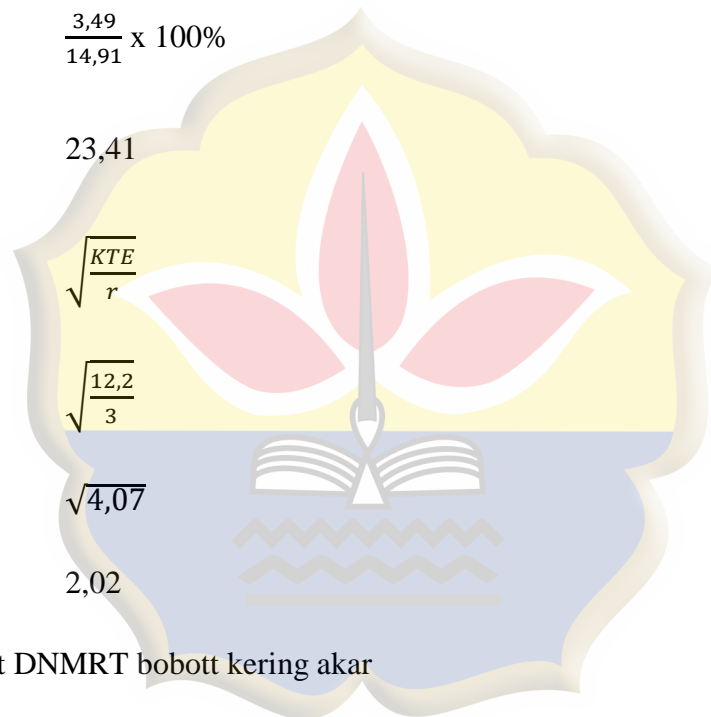 3,49/14,91 x 100%
23,41
√(KTE/r)
√(12,2/3)
√4,07
2,02
t DNMRT bobott kering akar